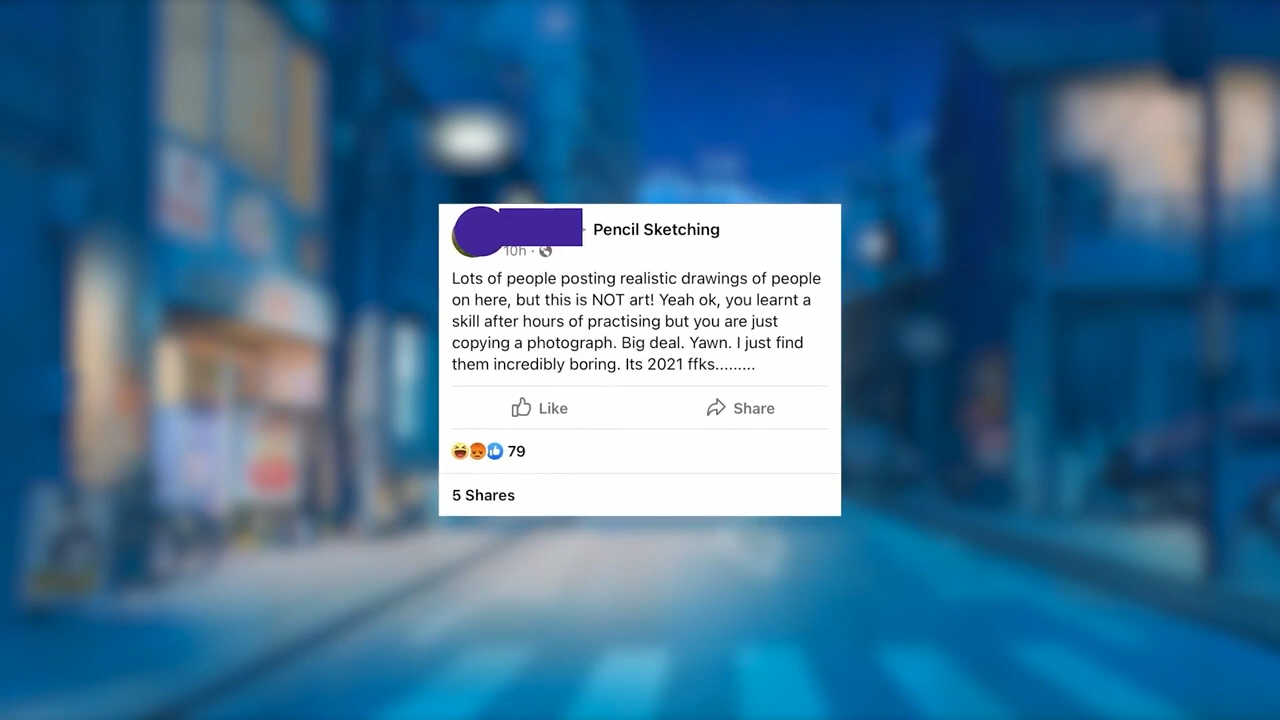 Pencil Sketching
10h ·
Lots of people posting realistic drawings of people
on here, but this is NOT art! Yeah ok, you learnt a
skill after hours of practising but you are just
copying a photograph. Big deal. Yawn. I just find
them incredibly boring. Its 2021 ffks.........
Like
Share
79
5 Shares